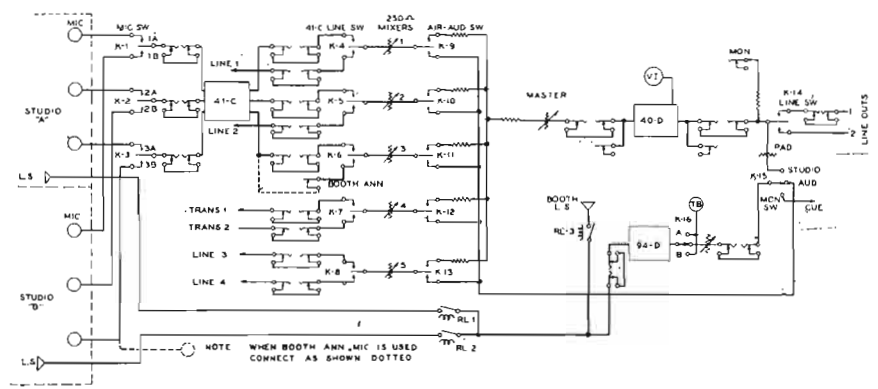 MIC
MIC SW
1A
K-1
1B
2A
K-2
2B
3A
K-3
3B
STUDIO
"A"
L.S
MIC
STUDIO
L.S
41-C
LINE 1
LINE 2
41-C LINE SW
K-4
K-5
K-6
BOOTH ANN
TRANS 1
TRANS 2
K-7
LINE 3
LINE 4
K-8
250Ω
MIXERS
1
2
3
4
5
AIR-AUD SW
K-9
K-10
K-11
K-12
K-13
RL 1
RL 2
NOTE WHEN BOOTH ANN. MIC IS USED
CONNECT AS SHOWN DOTTED
MASTER
VI
40-D
MON
K-14
LINE SW
1
2
LINE OUTS
PAD
STUDIO
K-15
AUD
MON SW
CUE
BOOTH
L S
RL-3
94-D
TB
K-16
A
B